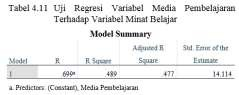 Tabel 4.11 Uji Regresi Variabel Media Pembelajaran
Terhadap Variabel Minat Belajar
Model Summary
Model R R Square Adjusted R Square Std. Error of the Estimate
1 .699ᵃ .489 .477 14.114
a. Predictors: (Constant), Media Pembelajaran